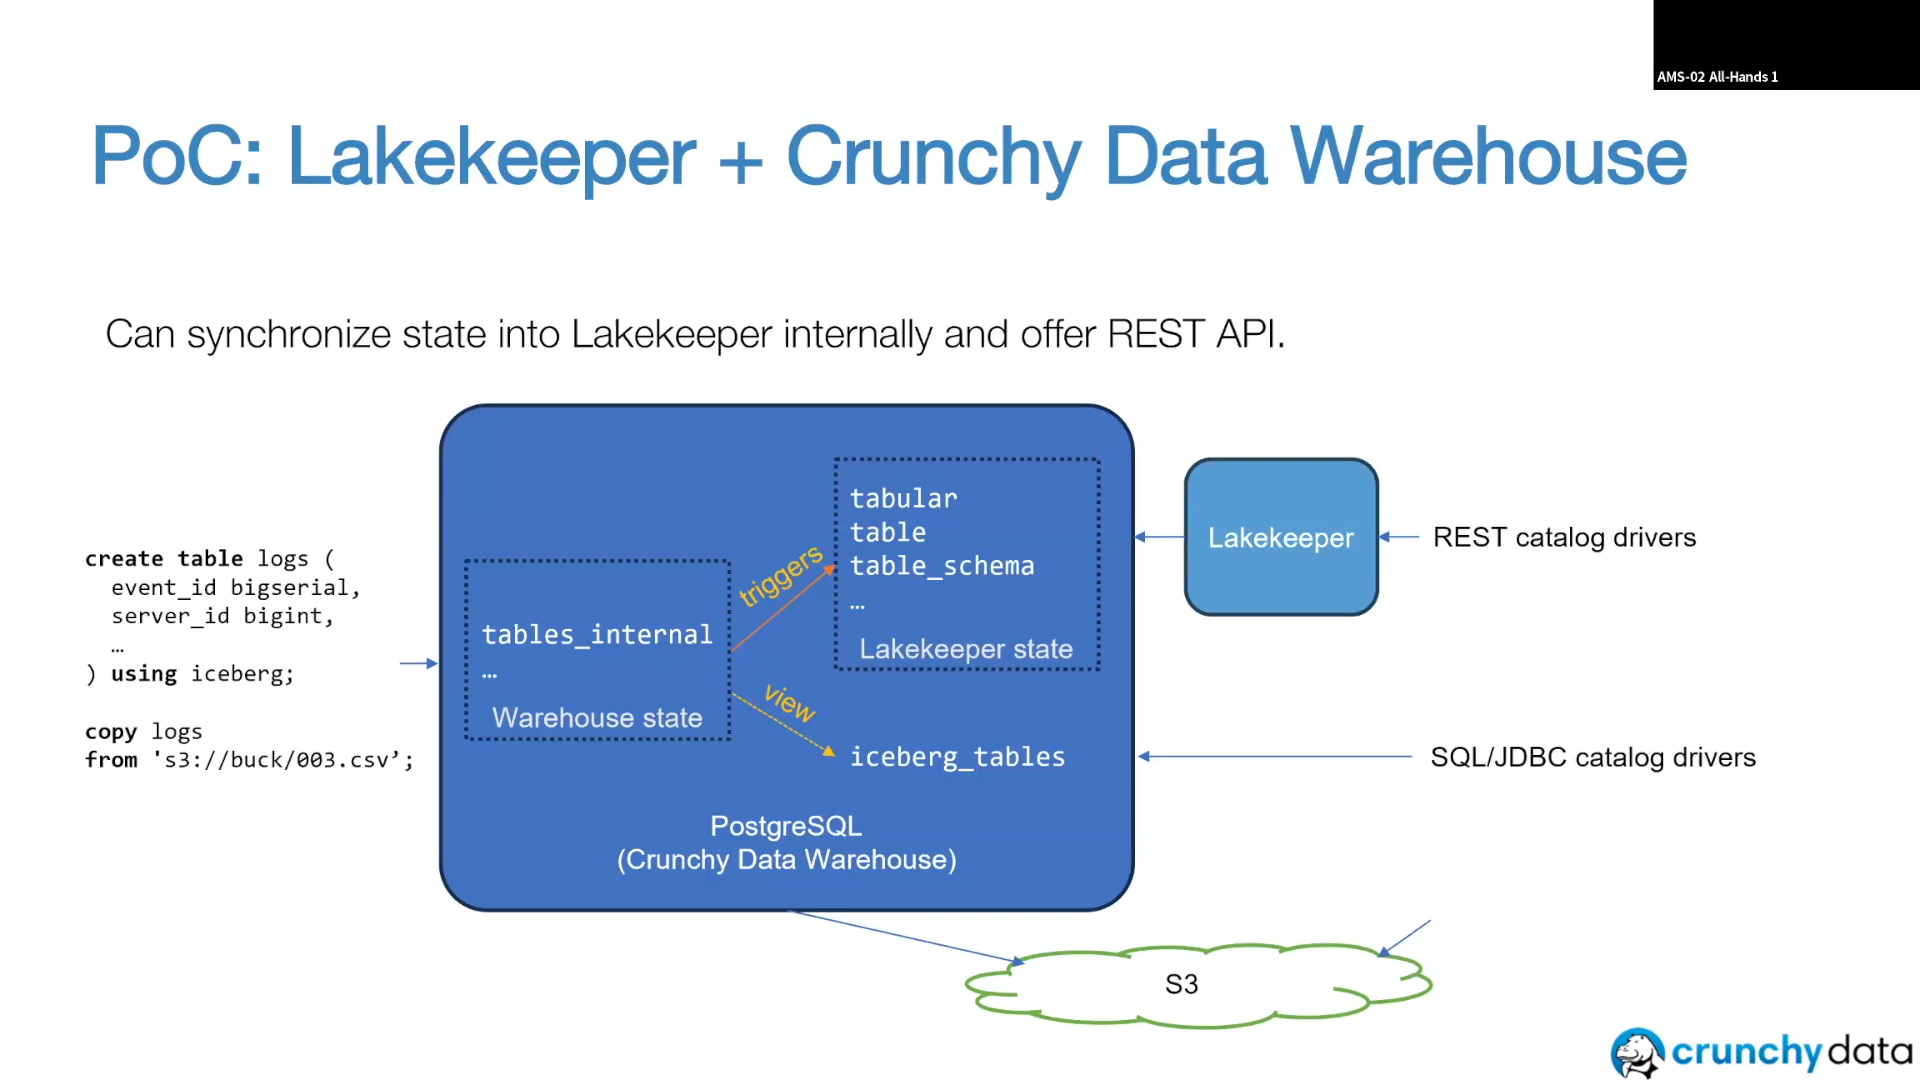 AMS-02 All-Hands 1
PoC: Lakekeeper + Crunchy Data Warehouse
Can synchronize state into Lakekeeper internally and offer REST API.
create table logs (
event_id bigserial,
server_id bigint,
…
) using iceberg;
copy logs
from 's3://buck/003.csv’;
tables_internal
…
Warehouse state
triggers
view
tabular
table
table_schema
…
Lakekeeper state
iceberg_tables
PostgreSQL
(Crunchy Data Warehouse)
Lakekeeper
REST catalog drivers
SQL/JDBC catalog drivers
S3
crunchy data